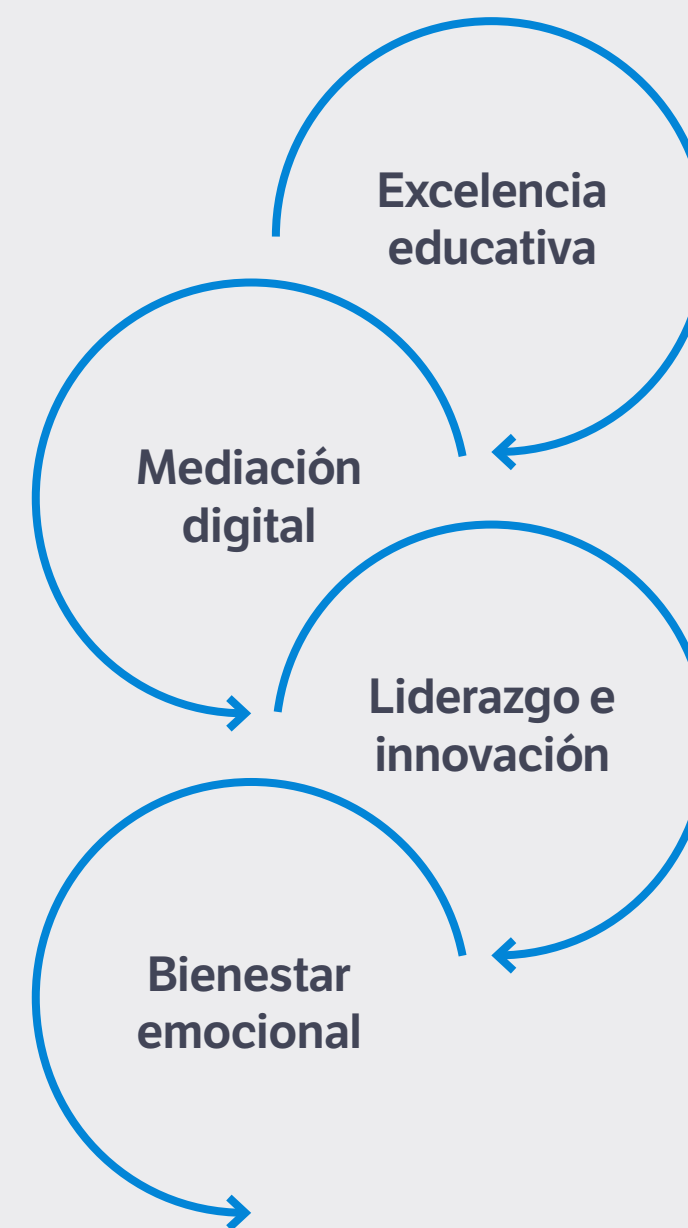 Excelencia
educativa
Mediación
digital
Liderazgo e
innovación
Bienestar
emocional